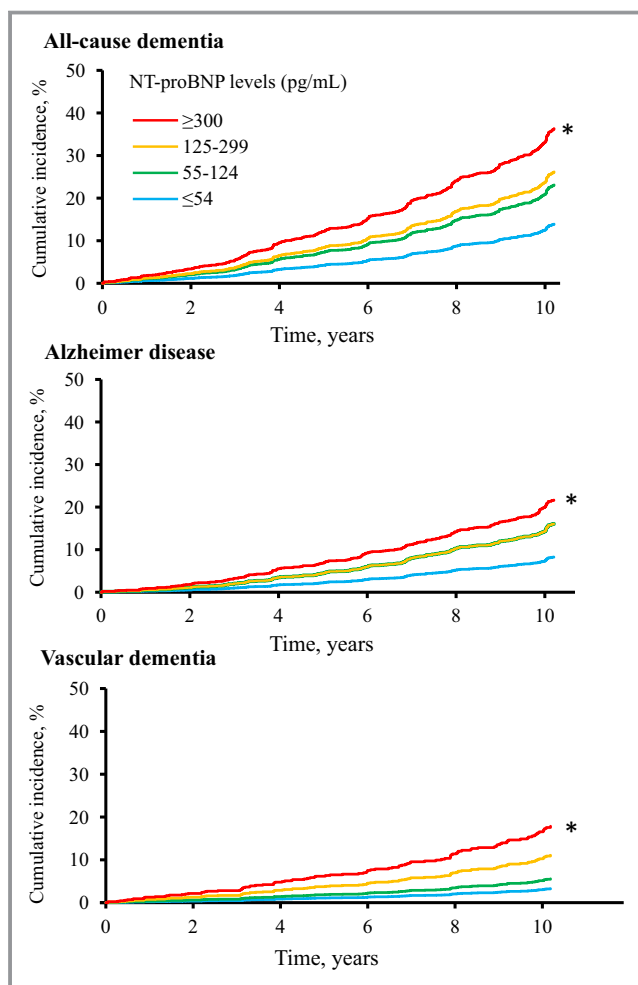 All-cause dementia
Cumulative incidence, %
50
40
30
20
10
0
NT-proBNP levels (pg/mL)
≥300
125-299
55-124
≤54
*
0 2 4 6 8 10
Time, years
Alzheimer disease
Cumulative incidence, %
50
40
30
20
10
0
*
0 2 4 6 8 10
Time, years
Vascular dementia
Cumulative incidence, %
50
40
30
20
10
0
*
0 2 4 6 8 10
Time, years